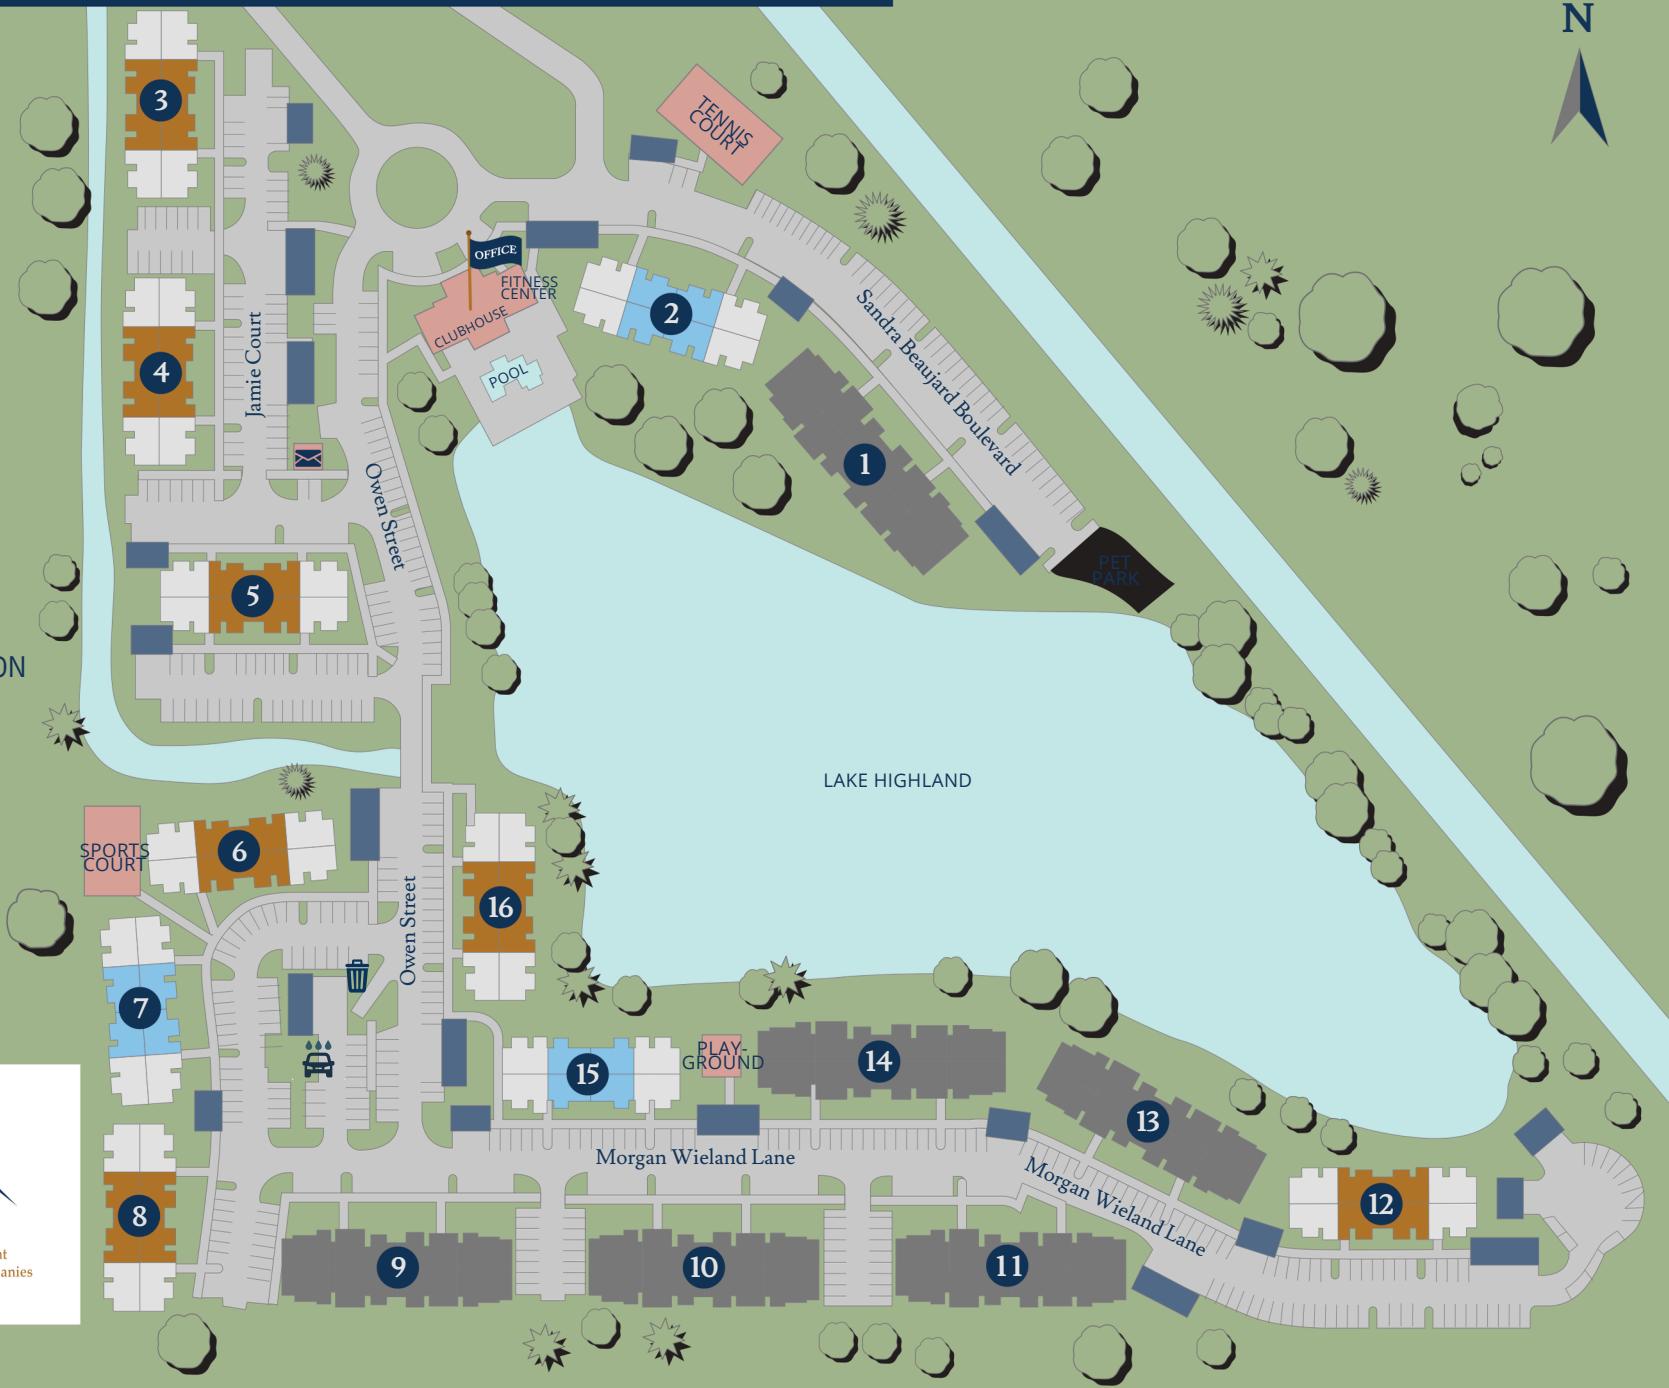 N
3
TENNIS
COURT
OFFICE
FITNESS
CENTER
CLUBHOUSE
2
Sandra Beaujard Boulevard
4
Jamie Court
POOL
1
Owen Street
PET
PARK
5
ON
LAKE HIGHLAND
SPORTS
COURT
6
Owen Street
16
7
15
PLAY-
GROUND
14
13
Morgan Wieland Lane
Morgan Wieland Lane
12
8
nt
anies
9
10
11